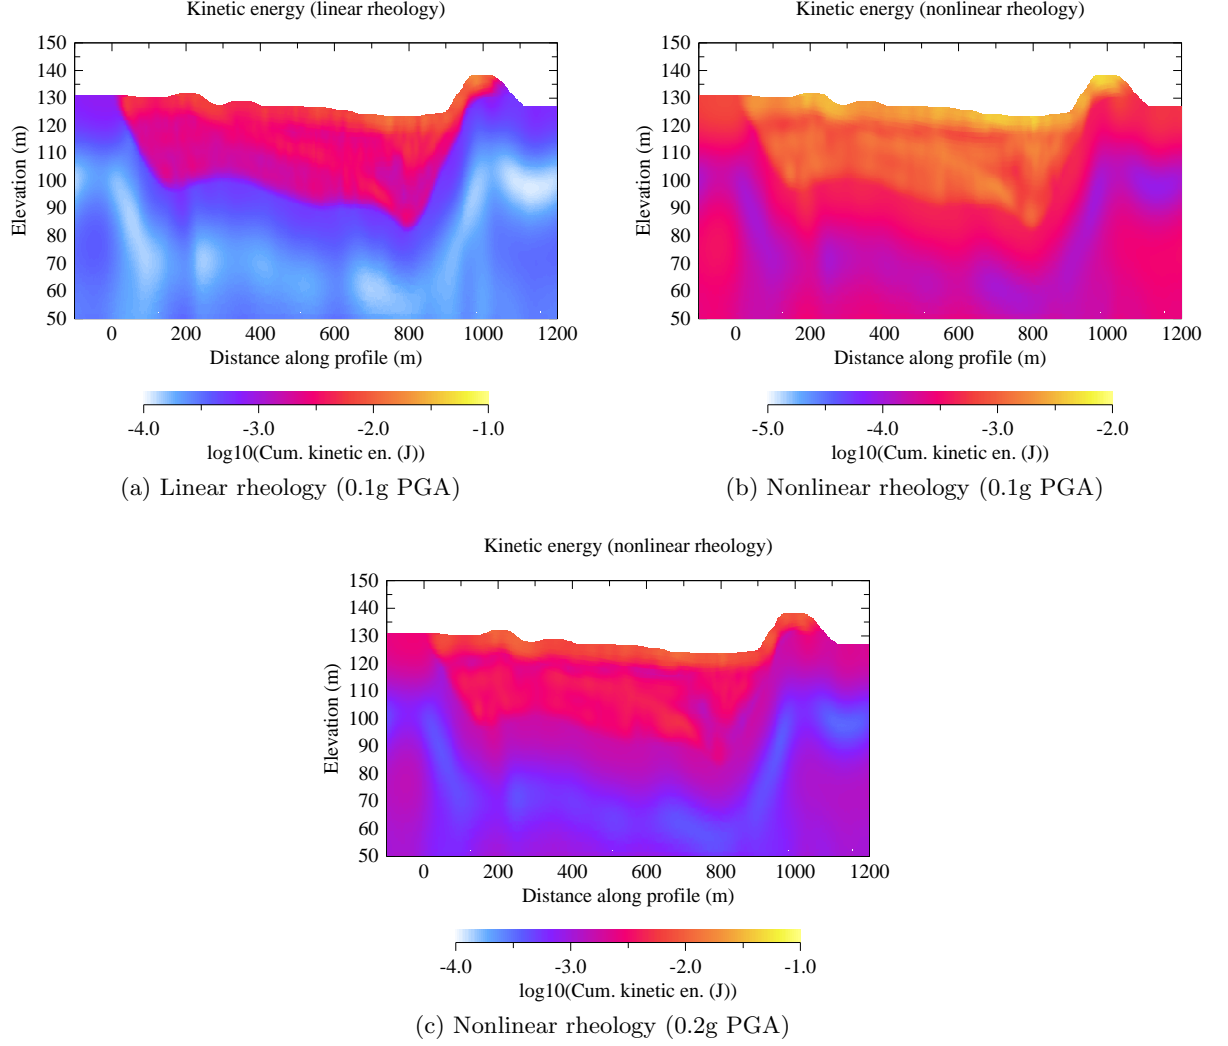 Kinetic energy (linear rheology)
150
140
130
120
110
100
90
80
70
60
50
Elevation (m)
0 200 400 600 800 1000 1200
Distance along profile (m)
-4.0 -3.0 -2.0 -1.0
log10(Cum. kinetic en. (J))
(a) Linear rheology (0.1g PGA)
Kinetic energy (nonlinear rheology)
150
140
130
120
110
100
90
80
70
60
50
Elevation (m)
0 200 400 600 800 1000 1200
Distance along profile (m)
-5.0 -4.0 -3.0 -2.0
log10(Cum. kinetic en. (J))
(b) Nonlinear rheology (0.1g PGA)
Kinetic energy (nonlinear rheology)
150
140
130
120
110
100
90
80
70
60
50
Elevation (m)
0 200 400 600 800 1000 1200
Distance along profile (m)
-4.0 -3.0 -2.0 -1.0
log10(Cum. kinetic en. (J))
(c) Nonlinear rheology (0.2g PGA)